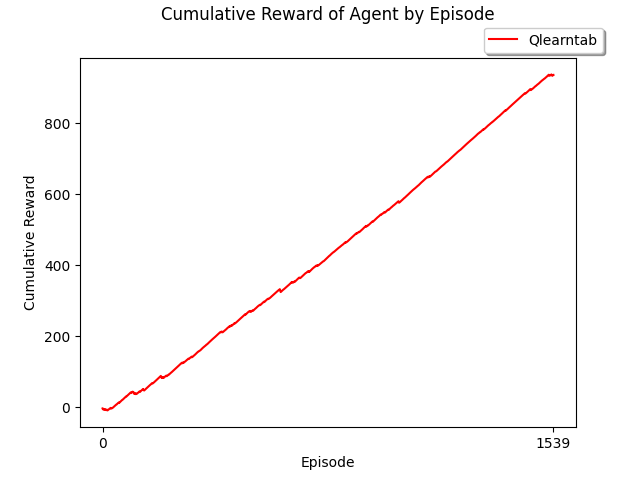 Cumulative Reward of Agent by Episode
Qlearntab
800
600
400
200
0
Cumulative Reward
0
1539
Episode